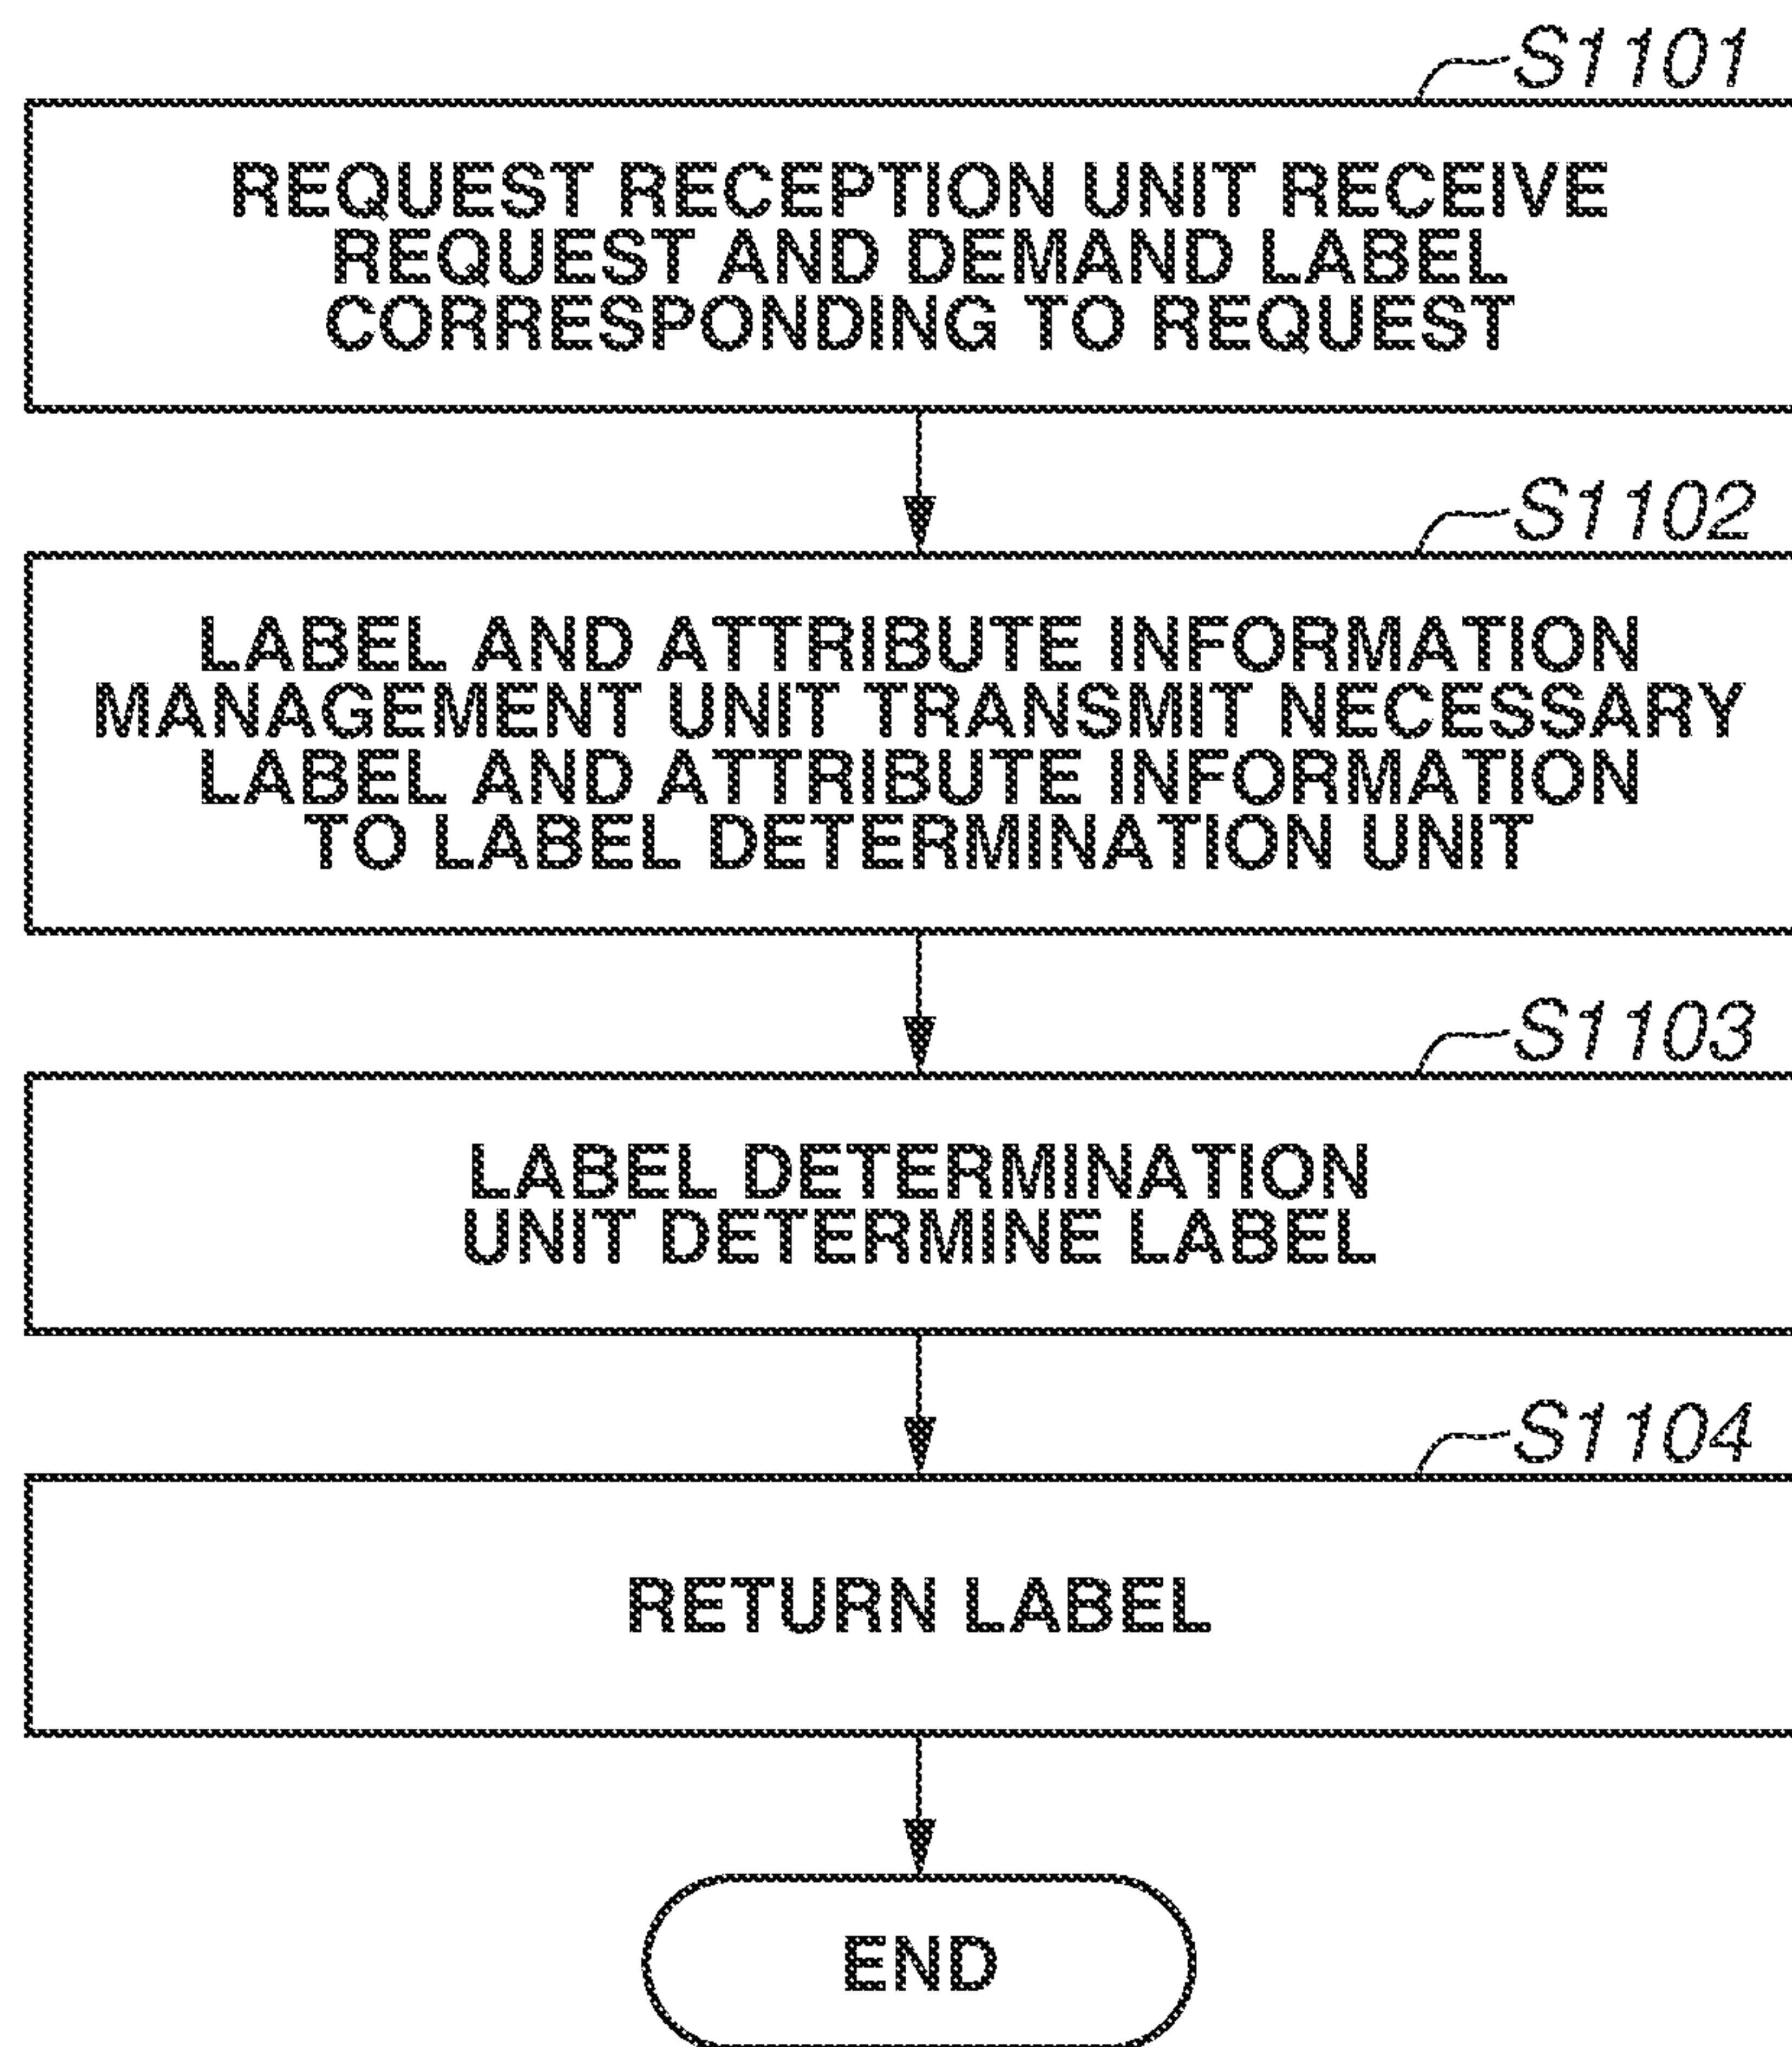 S1101
REQUEST RECEPTION UNIT RECEIVE
REQUEST AND DEMAND LABEL
CORRESPONDING TO REQUEST
S1102
LABEL AND ATTRIBUTE INFORMATION
MANAGEMENT UNIT TRANSMIT NECESSARY
LABEL AND ATTRIBUTE INFORMATION
TO LABEL DETERMINATION UNIT
S1103
LABEL DETERMINATION
UNIT DETERMINE LABEL
S1104
RETURN LABEL
END